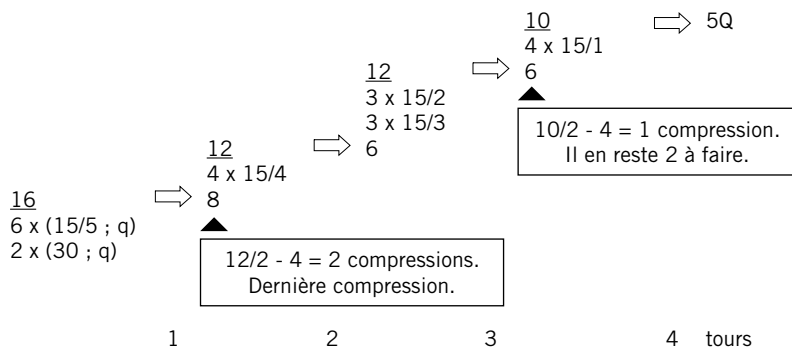 16
6 x (15/5 ; q)
2 x (30 ; q)
12
4 x 15/4
8
12/2 - 4 = 2 compressions.
Dernière compression.
12
3 x 15/2
3 x 15/3
6
10
4 x 15/1
6
10/2 - 4 = 1 compression.
Il en reste 2 à faire.
5Q
1 2 3 4 tours